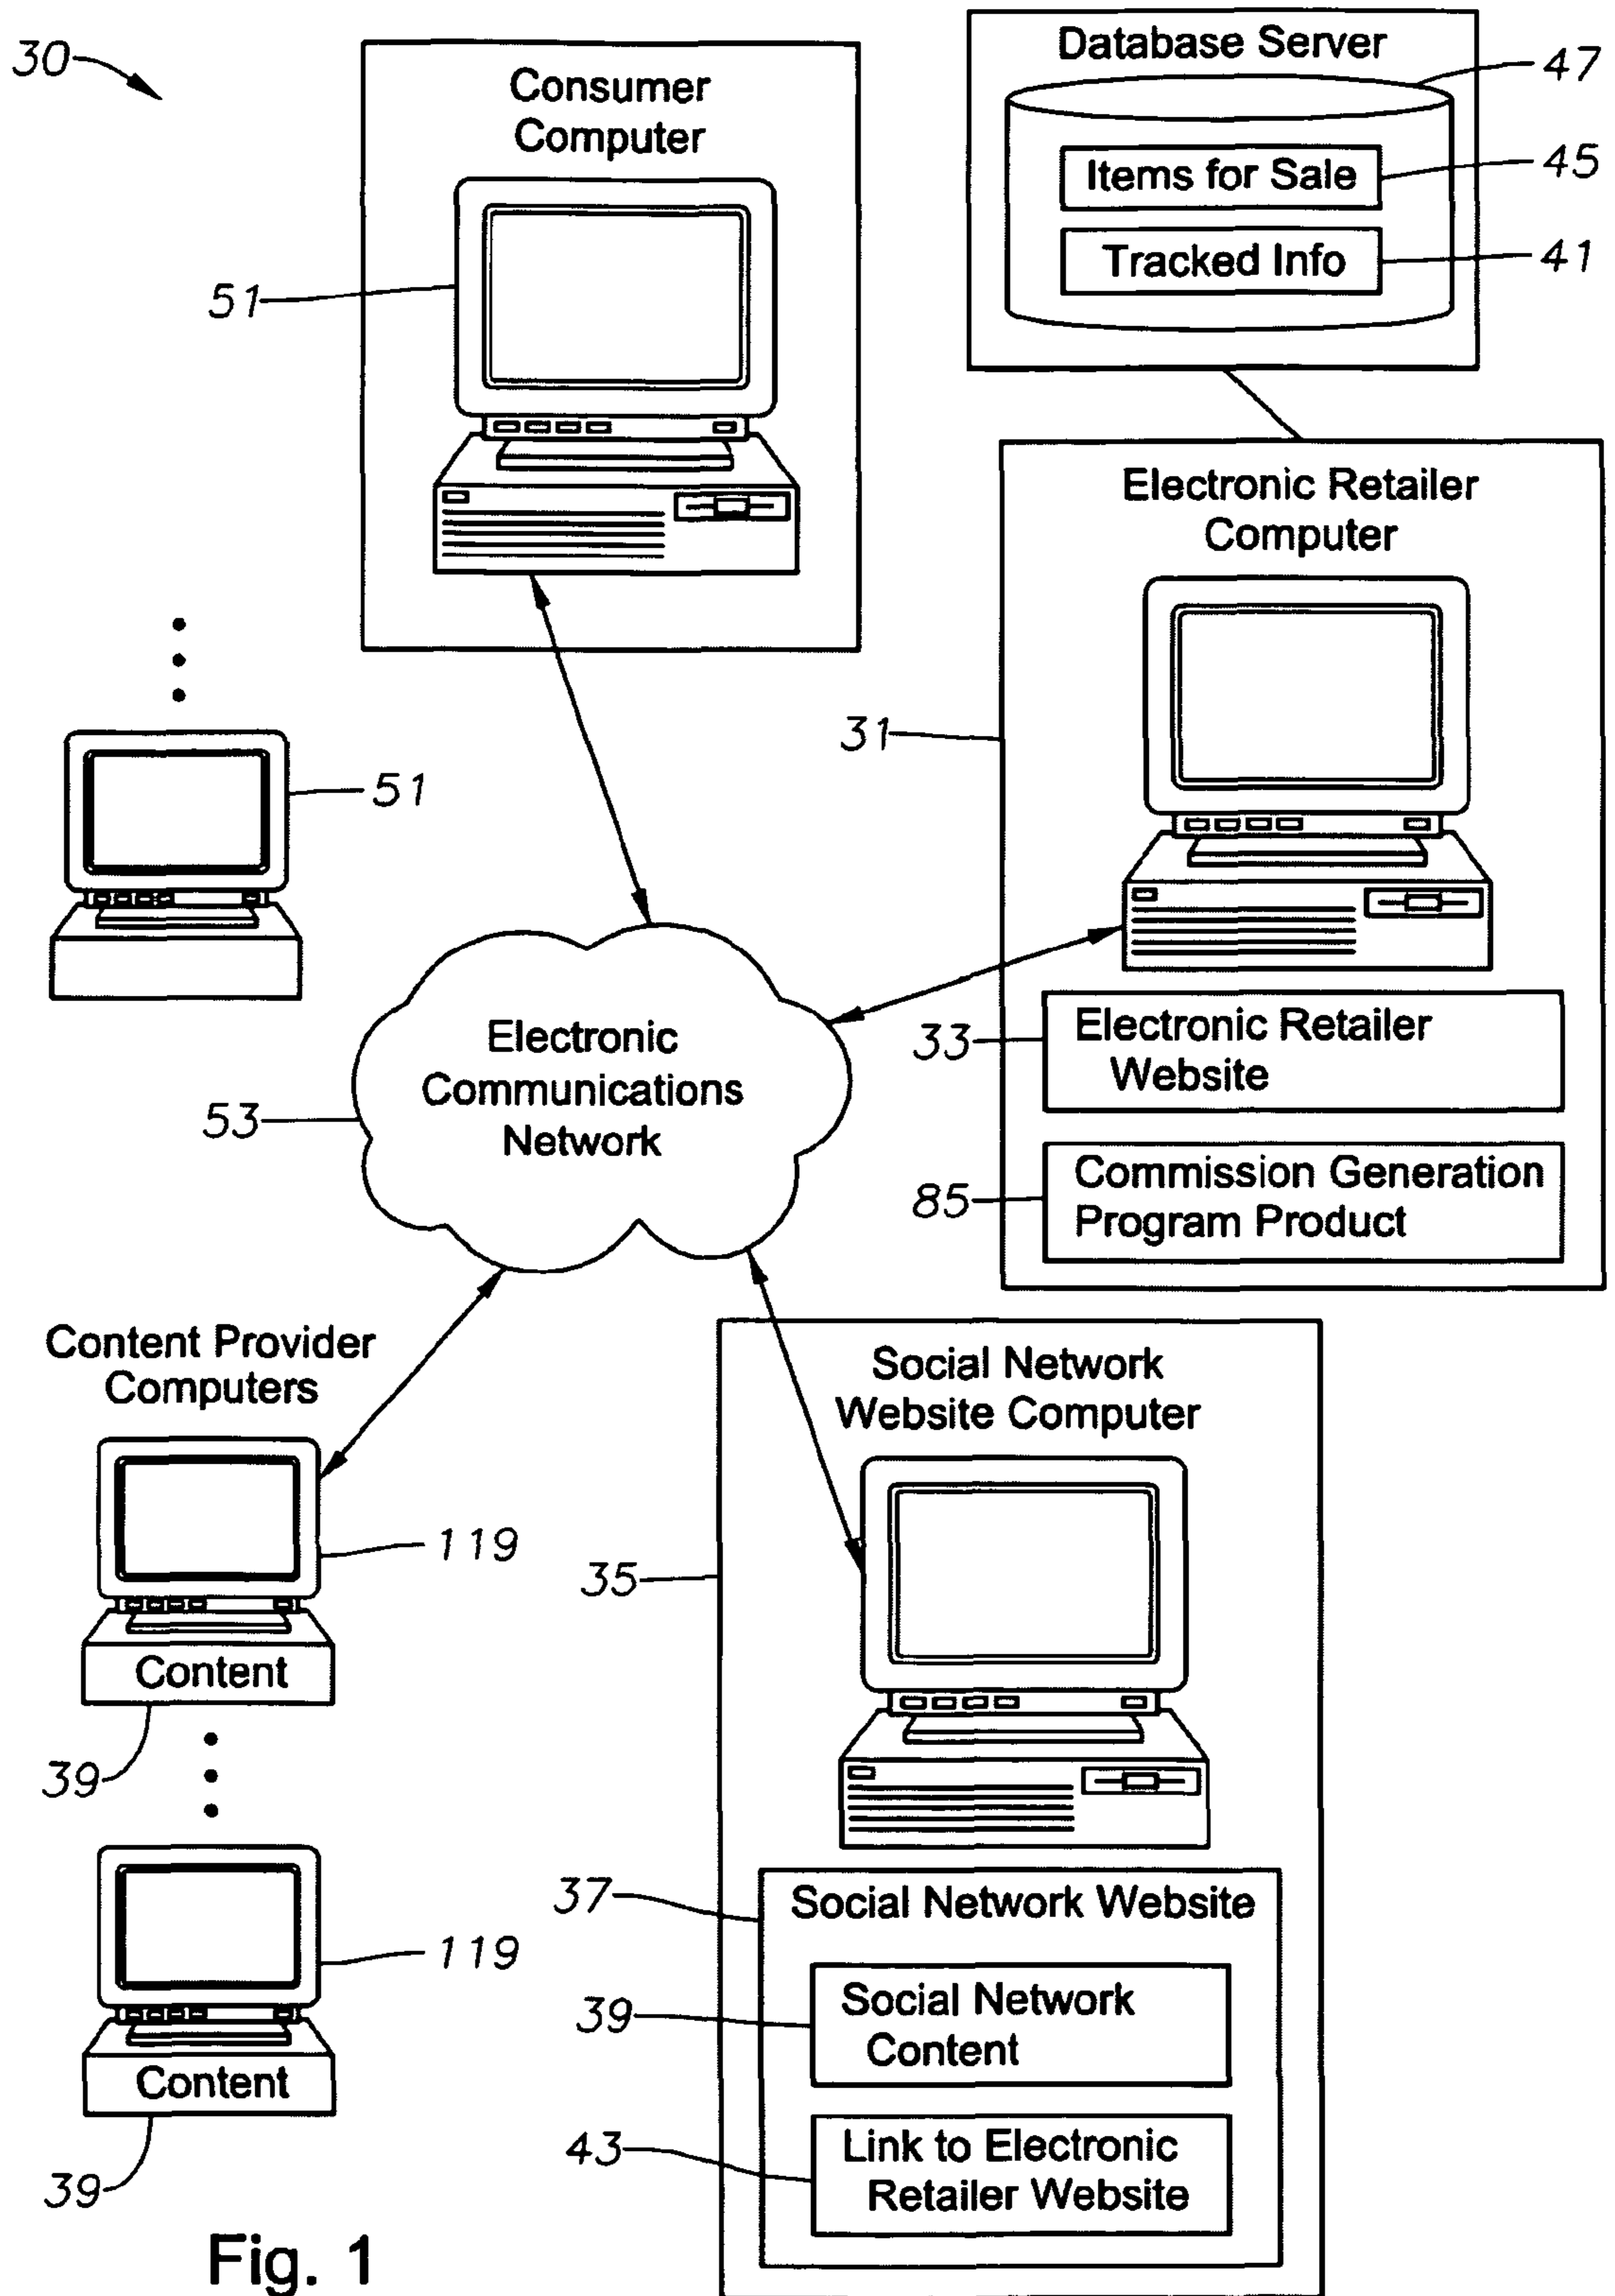 30
Consumer
Computer
51
Database Server
47
Items for Sale
45
Tracked Info
41
51
Electronic Retailer
Computer
31
Electronic Retailer
Website
33
Commission Generation
Program Product
85
Electronic
Communications
Network
53
Content Provider
Computers
119
Content
39
119
Content
39
Social Network
Website Computer
35
37
Social Network Website
Social Network
Content
39
Link to Electronic
Retailer Website
43
Fig. 1